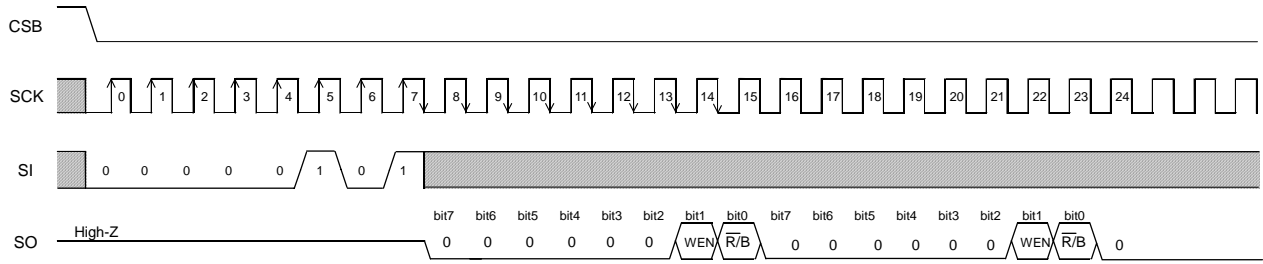 CSB
SCK 0 1 2 3 4 5 6 7 8 9 10 11 12 13 14 15 16 17 18 19 20 21 22 23 24
SI 0 0 0 0 0 1 0 1
bit7 bit6 bit5 bit4 bit3 bit2 bit1 bit0 bit7 bit6 bit5 bit4 bit3 bit2 bit1 bit0
SO High-Z 0 0 0 0 0 0 WEN R̅/B 0 0 0 0 0 0 WEN R̅/B 0